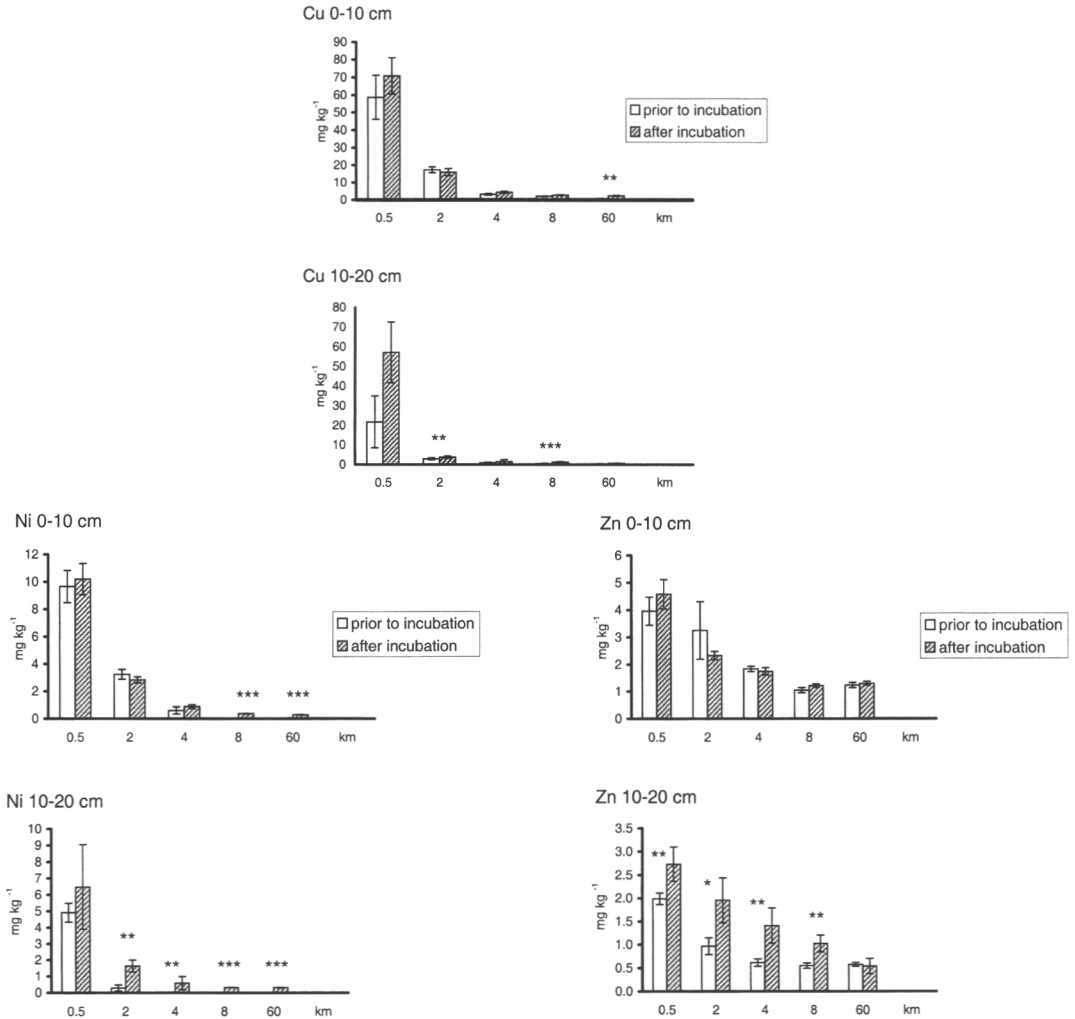 Cu 0-10 cm
90
80
70
60
50
40
30
20
10
0
mg kg⁻¹
prior to incubation
after incubation
**
0.5 2 4 8 60 km
Cu 10-20 cm
80
70
60
50
40
30
20
10
0
mg kg⁻¹
** ***
0.5 2 4 8 60 km
Ni 0-10 cm
12
10
8
6
4
2
0
mg kg⁻¹
prior to incubation
after incubation
*** ***
0.5 2 4 8 60 km
Zn 0-10 cm
6
5
4
3
2
1
0
mg kg⁻¹
prior to incubation
after incubation
0.5 2 4 8 60 km
Ni 10-20 cm
10
9
8
7
6
5
4
3
2
1
0
mg kg⁻¹
** ** *** ***
0.5 2 4 8 60 km
Zn 10-20 cm
3.5
3.0
2.5
2.0
1.5
1.0
0.5
0.0
mg kg⁻¹
** * ** **
0.5 2 4 8 60 km